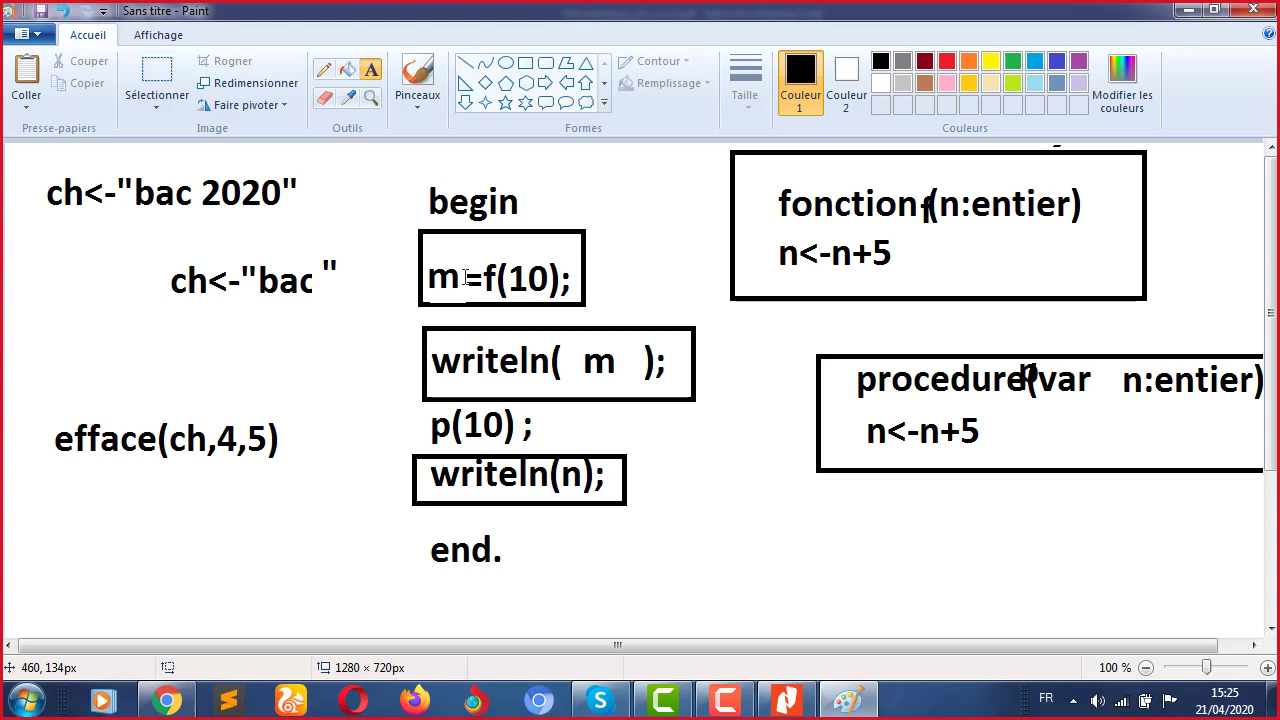 Sans titre - Paint
Accueil
Affichage
Coller
Couper
Copier
Presse-papiers
Sélectionner
Rogner
Redimensionner
Faire pivoter
Image
Outils
Pinceaux
Contour
Remplissage
Formes
Taille
Couleur 1
Couleur 2
Modifier les couleurs
Couleurs
ch<-"bac 2020"
ch<-"bac "
efface(ch,4,5)
begin
m =f(10);
writeln( m );
p(10) ;
writeln(n);
end.
fonction f(n:entier)
n<-n+5
procedure p(var n:entier)
n<-n+5
460, 134px
1280 × 720px
100 %
FR
15:25
21/04/2020